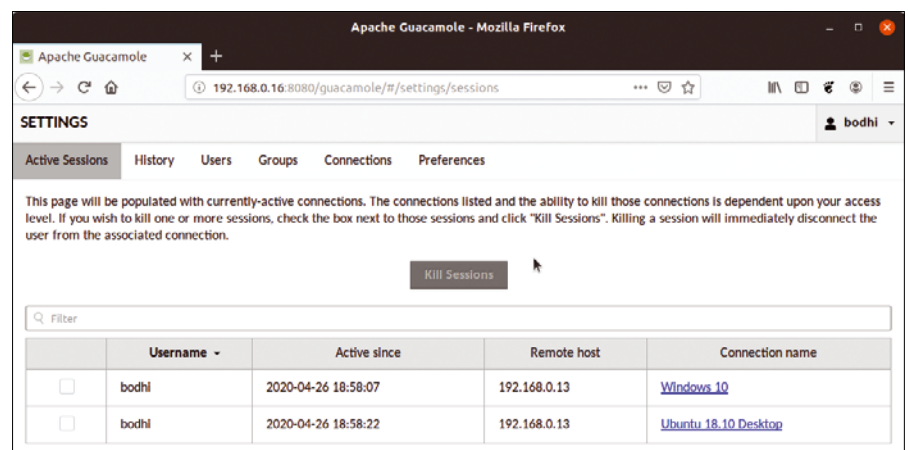 Apache Guacamole - Mozilla Firefox
Apache Guacamole
192.168.0.16:8080/guacamole/#/settings/sessions
SETTINGS
bodhi
Active Sessions History Users Groups Connections Preferences
This page will be populated with currently-active connections. The connections listed and the ability to kill those connections is dependent upon your access
level. If you wish to kill one or more sessions, check the box next to those sessions and click "Kill Sessions". Killing a session will immediately disconnect the
user from the associated connection.
Kill Sessions
Filter
Username Active since Remote host Connection name
bodhi 2020-04-26 18:58:07 192.168.0.13 Windows 10
bodhi 2020-04-26 18:58:22 192.168.0.13 Ubuntu 18.10 Desktop